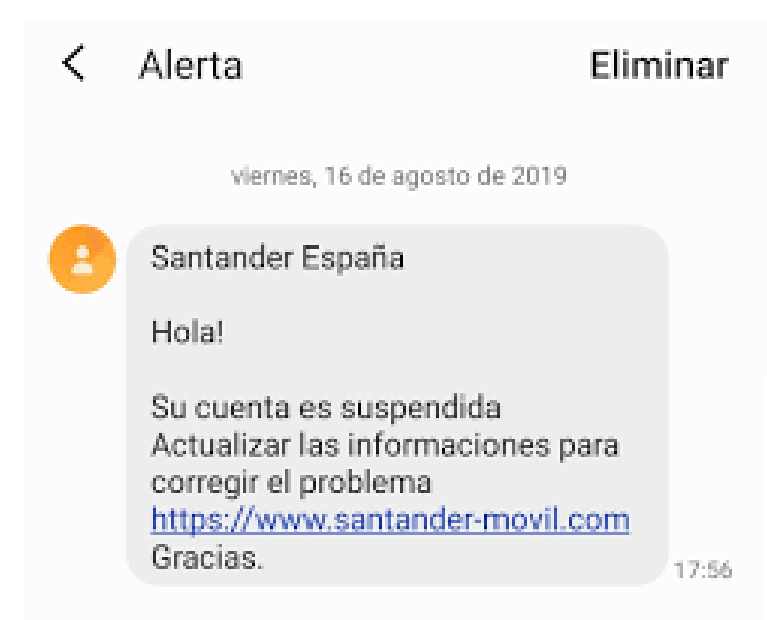 Alerta
Eliminar
viernes, 16 de agosto de 2019
Santander España
Hola!
Su cuenta es suspendida
Actualizar las informaciones para
corregir el problema
https://www.santander-movil.com
Gracias.
17:56